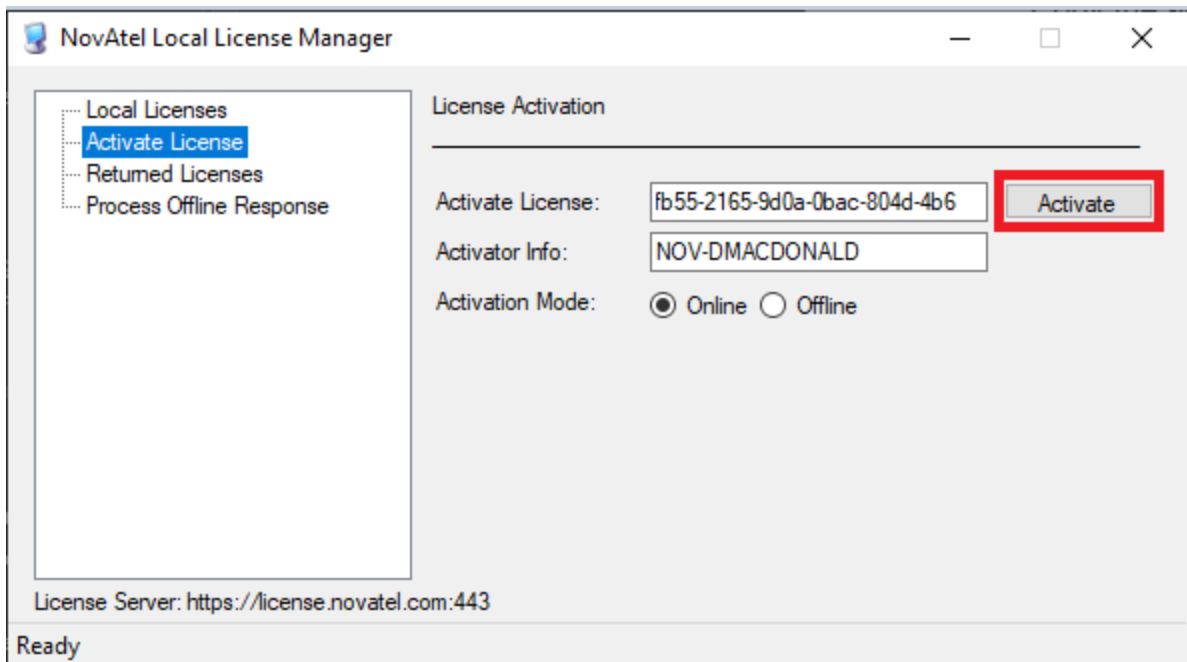 NovAtel Local License Manager
Local Licenses
Activate License
Returned Licenses
Process Offline Response
License Activation
Activate License: fb55-2165-9d0a-0bac-804d-4b6 Activate
Activator Info: NOV-DMACDONALD
Activation Mode: Online Offline
License Server: https://license.novatel.com:443
Ready